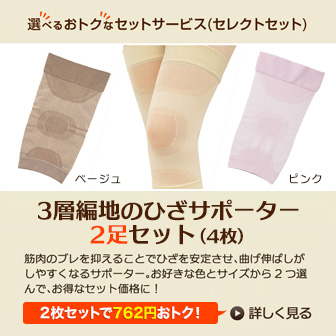 選べるおトクなセットサービス(セレクトセット)
ベージュ
ピンク
3層編地のひざサポーター
2足セット(4枚)
筋肉のブレを抑えることでひざを安定させ、曲げ伸ばしが
しやすくなるサポーター。お好きな色とサイズから2つ選
んで、お得なセット価格に!
2枚セットで762円おトク!
詳しく見る